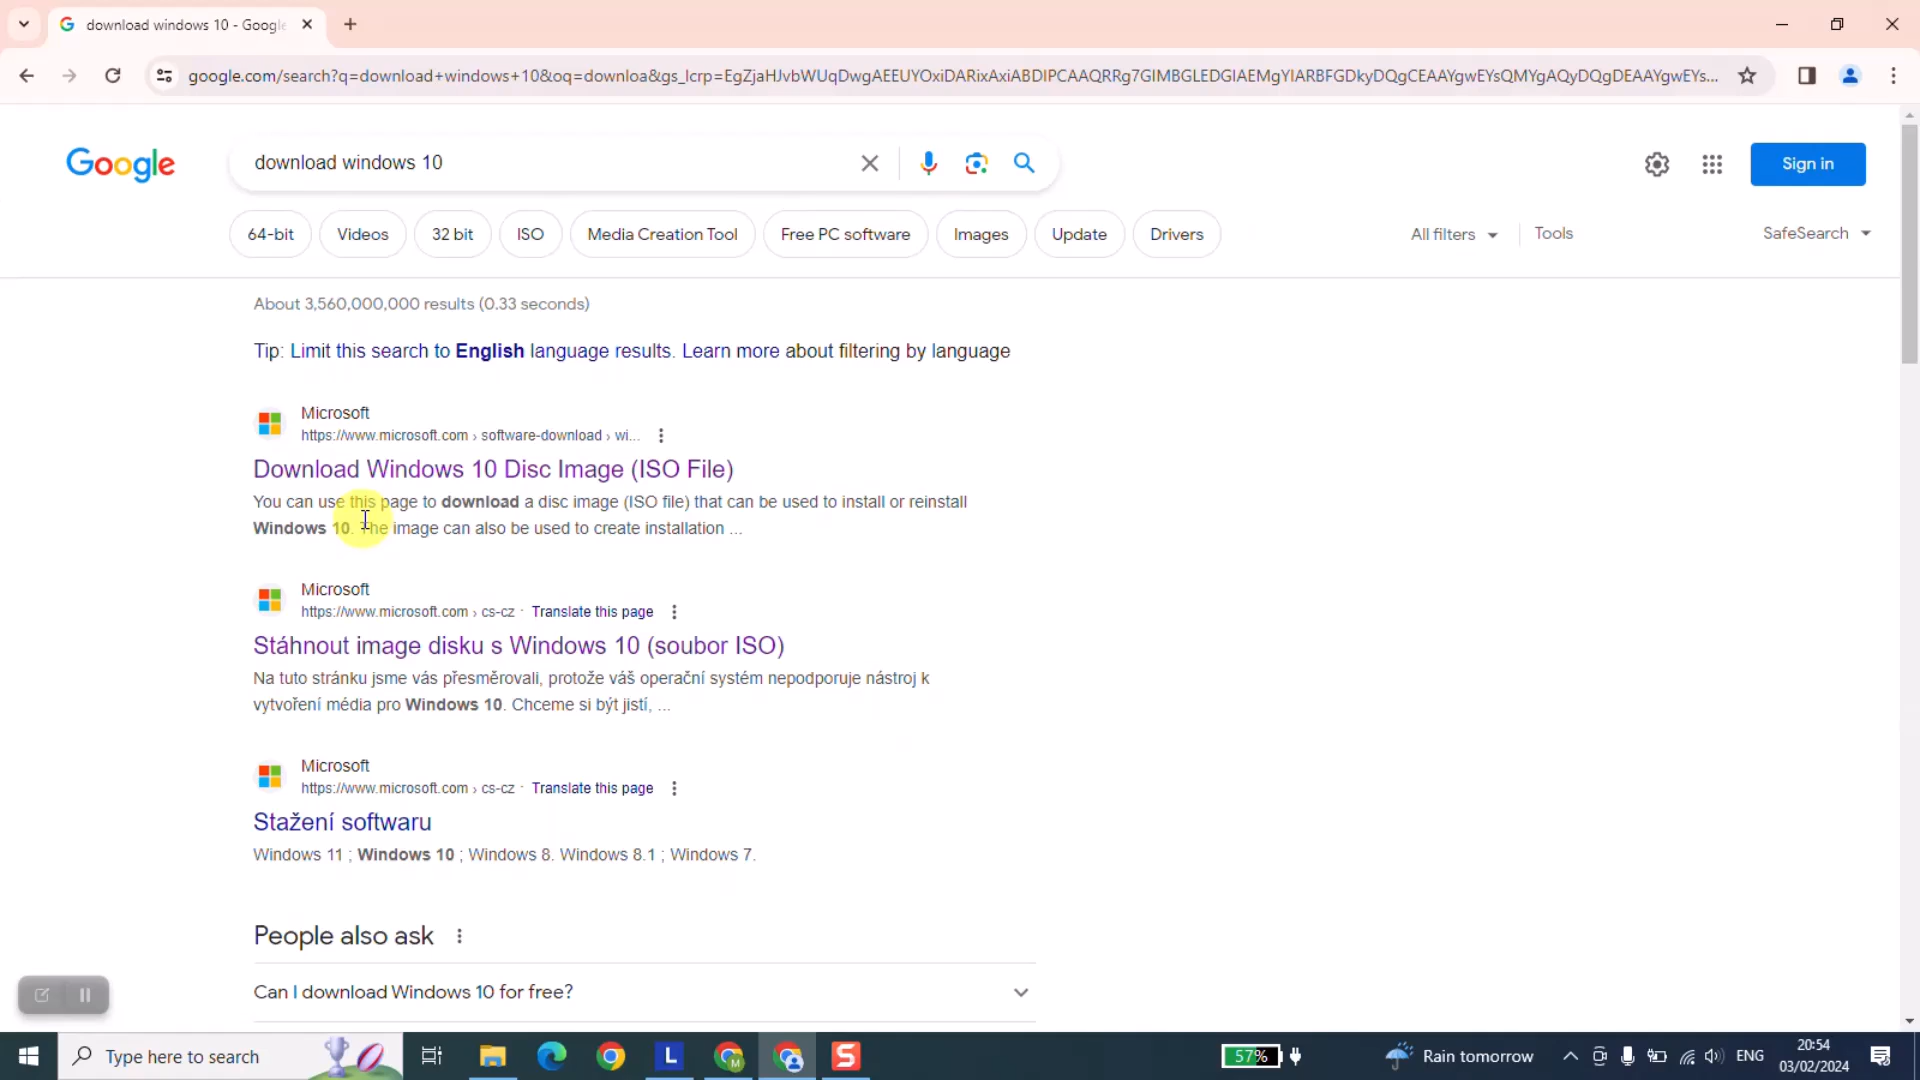 download windows 10 - Google
google.com/search?q=download+windows+10&oq=downloa&gs_lcrp=EgZjaHJvbWUqDwgAEEUYOxiDARixAxiABDIPCAAQRRg7GIMBGLEDGIAEMgYIARBFGDkyDQgCEAAYgwEYsQMYgAQyDQgDEAAYgwEYs...
Google
download windows 10
Sign in
64-bit
Videos
32 bit
ISO
Media Creation Tool
Free PC software
Images
Update
Drivers
All filters
Tools
SafeSearch
About 3,560,000,000 results (0.33 seconds)
Tip: Limit this search to English language results. Learn more about filtering by language
Microsoft
https://www.microsoft.com › software-download › wi...
Download Windows 10 Disc Image (ISO File)
You can use this page to download a disc image (ISO file) that can be used to install or reinstall
Windows 10. The image can also be used to create installation ...
Microsoft
https://www.microsoft.com › cs-cz · Translate this page
Stáhnout image disku s Windows 10 (soubor ISO)
Na tuto stránku jsme vás přesměrovali, protože váš operační systém nepodporuje nástroj k
vytvoření média pro Windows 10. Chceme si být jistí, ...
Microsoft
https://www.microsoft.com › cs-cz · Translate this page
Stažení softwaru
Windows 11 ; Windows 10 ; Windows 8. Windows 8.1 ; Windows 7.
People also ask
Can I download Windows 10 for free?
Type here to search
L
M
S
57%
Rain tomorrow
ENG
20:54
03/02/2024